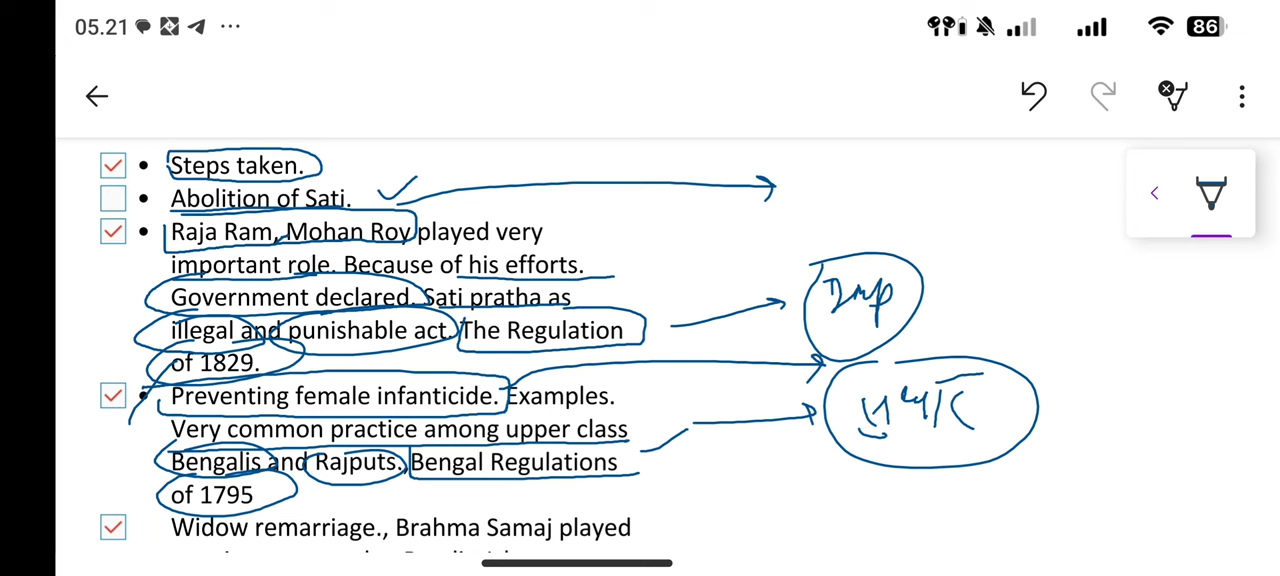 05.21
86
• Steps taken.
• Abolition of Sati.
• Raja Ram, Mohan Roy played very
important role. Because of his efforts.
Government declared. Sati pratha as
illegal and punishable act. The Regulation
of 1829.
Imp
• Preventing female infanticide. Examples.
Very common practice among upper class
Bengalis and Rajputs., Bengal Regulations
of 1795
Widow remarriage., Brahma Samaj played